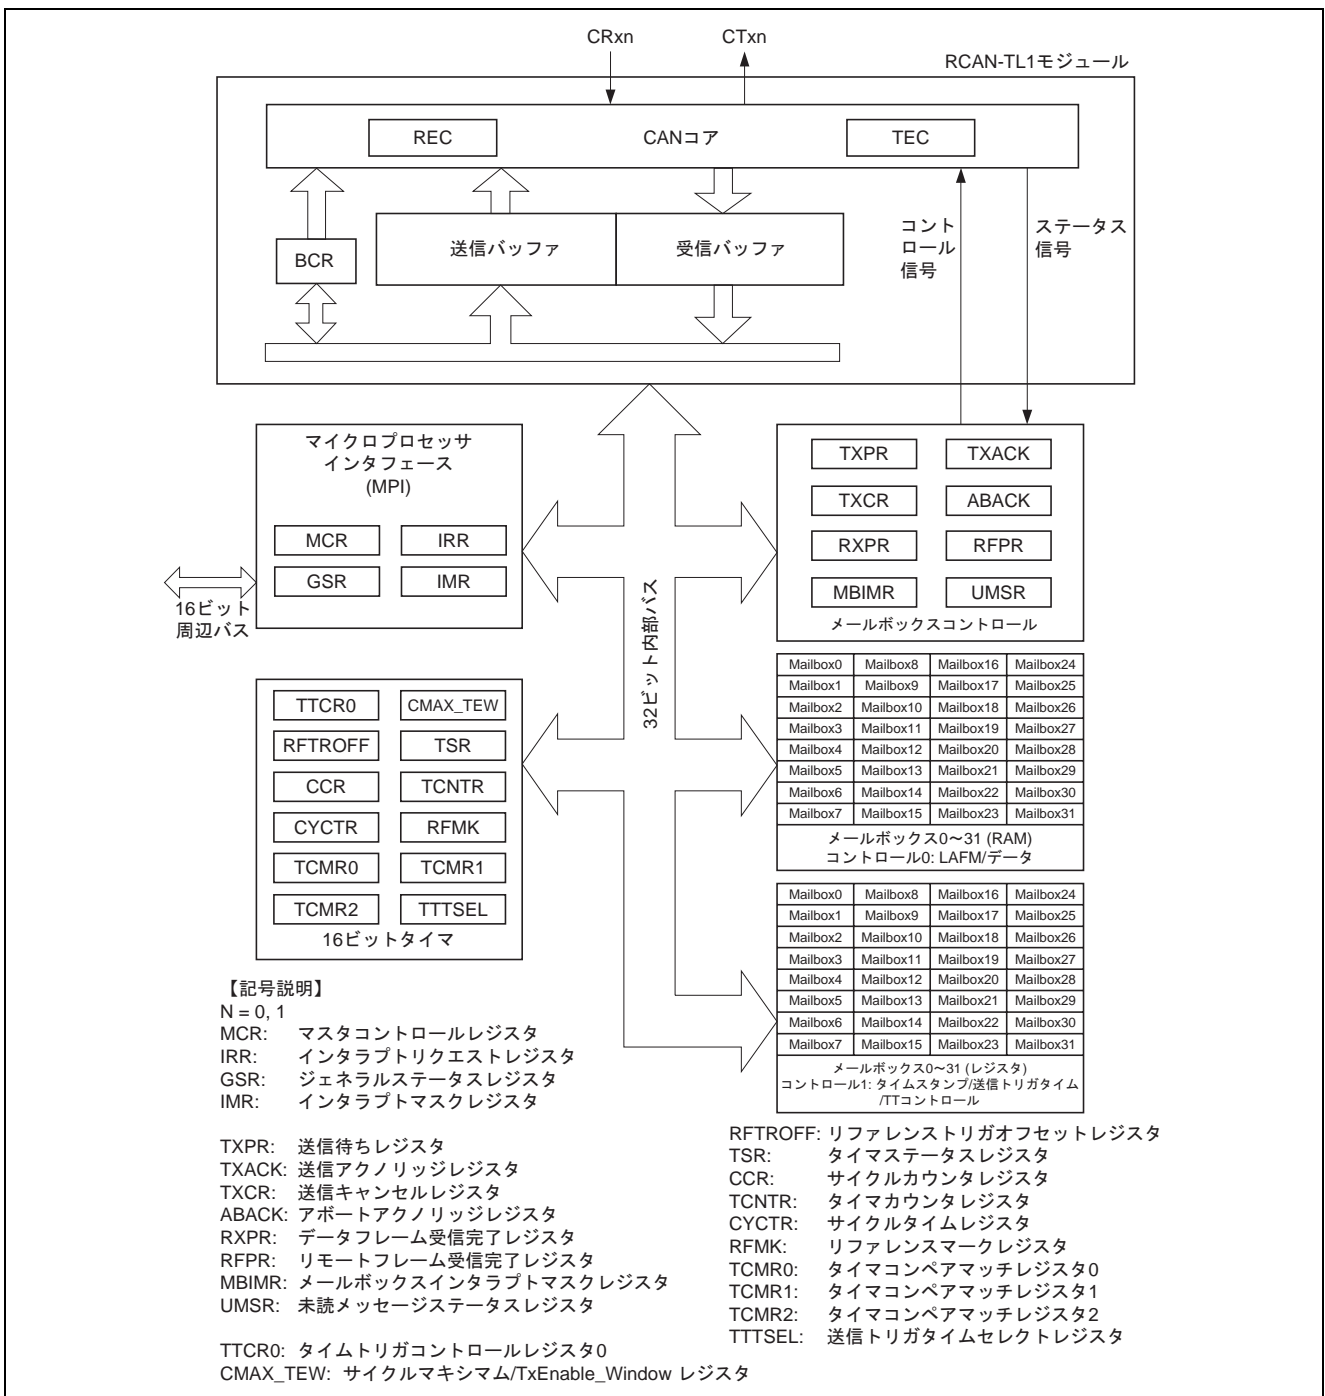 CRxn
CTxn
RCAN-TL1モジュール
REC
CANコア
TEC
BCR
送信バッファ
受信バッファ
コント
ロール
信号
ステータス
信号
マイクロプロセッサ
インタフェース
(MPI)
MCR
IRR
GSR
IMR
16ビット
周辺バス
32ビット内部バス
TXPR
TXACK
TXCR
ABACK
RXPR
RFPR
MBIMR
UMSR
メールボックスコントロール
TTCR0
CMAX_TEW
RFTROFF
TSR
CCR
TCNTR
CYCTR
RFMK
TCMR0
TCMR1
TCMR2
TTTSEL
16ビットタイマ
Mailbox0 Mailbox8 Mailbox16 Mailbox24
Mailbox1 Mailbox9 Mailbox17 Mailbox25
Mailbox2 Mailbox10 Mailbox18 Mailbox26
Mailbox3 Mailbox11 Mailbox19 Mailbox27
Mailbox4 Mailbox12 Mailbox20 Mailbox28
Mailbox5 Mailbox13 Mailbox21 Mailbox29
Mailbox6 Mailbox14 Mailbox22 Mailbox30
Mailbox7 Mailbox15 Mailbox23 Mailbox31
メールボックス0～31 (RAM)
コントロール0: LAFM/データ
Mailbox0 Mailbox8 Mailbox16 Mailbox24
Mailbox1 Mailbox9 Mailbox17 Mailbox25
Mailbox2 Mailbox10 Mailbox18 Mailbox26
Mailbox3 Mailbox11 Mailbox19 Mailbox27
Mailbox4 Mailbox12 Mailbox20 Mailbox28
Mailbox5 Mailbox13 Mailbox21 Mailbox29
Mailbox6 Mailbox14 Mailbox22 Mailbox30
Mailbox7 Mailbox15 Mailbox23 Mailbox31
メールボックス0～31 (レジスタ)
コントロール1: タイムスタンプ/送信トリガタイム
/TTコントロール
【記号説明】
N = 0, 1
MCR: マスタコントロールレジスタ
IRR: インタラプトリクエストレジスタ
GSR: ジェネラルステータスレジスタ
IMR: インタラプトマスクレジスタ
TXPR: 送信待ちレジスタ
TXACK: 送信アクノリッジレジスタ
TXCR: 送信キャンセルレジスタ
ABACK: アボートアクノリッジレジスタ
RXPR: データフレーム受信完了レジスタ
RFPR: リモートフレーム受信完了レジスタ
MBIMR: メールボックスインタラプトマスクレジスタ
UMSR: 未読メッセージステータスレジスタ
TTCR0: タイムトリガコントロールレジスタ0
CMAX_TEW: サイクルマキシマム/TxEnable_Window レジスタ
RFTROFF: リファレンストリガオフセットレジスタ
TSR: タイマステータスレジスタ
CCR: サイクルカウンタレジスタ
TCNTR: タイマカウンタレジスタ
CYCTR: サイクルタイムレジスタ
RFMK: リファレンスマークレジスタ
TCMR0: タイマコンペアマッチレジスタ0
TCMR1: タイマコンペアマッチレジスタ1
TCMR2: タイマコンペアマッチレジスタ2
TTTSEL: 送信トリガタイムセレクトレジスタ